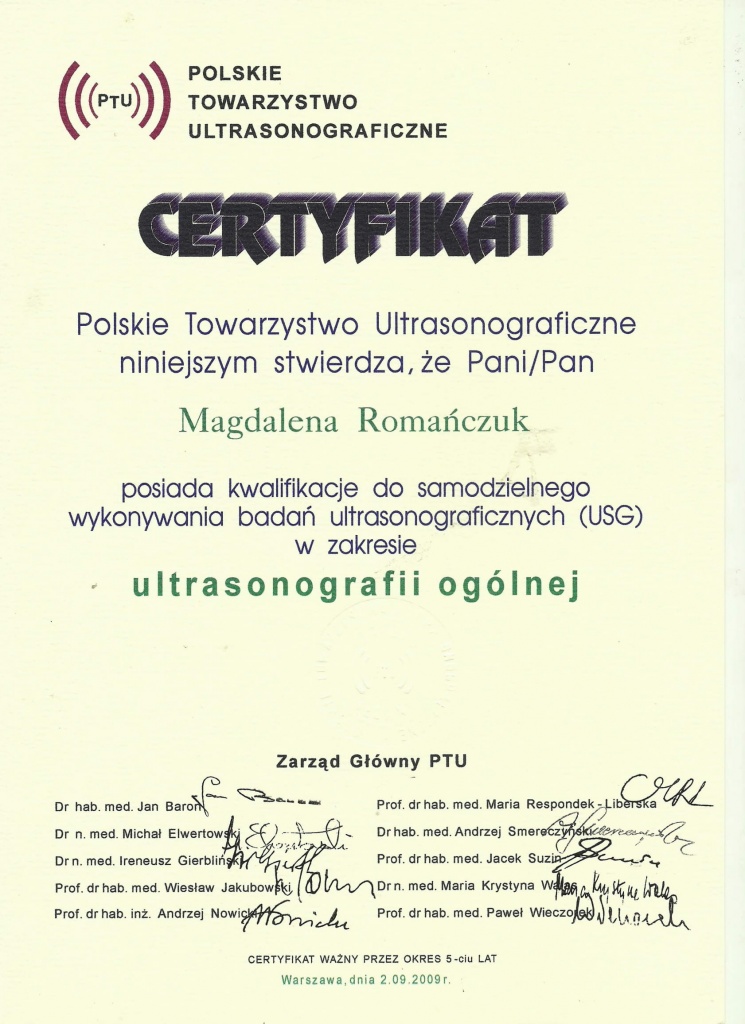 PTU
POLSKIE
TOWARZYSTWO
ULTRASONOGRAFICZNE
CERTYFIKAT
Polskie Towarzystwo Ultrasonograficzne
niniejszym stwierdza, że Pani/Pan
Magdalena Romańczuk
posiada kwalifikacje do samodzielnego
wykonywania badań ultrasonograficznych (USG)
w zakresie
ultrasonografii ogólnej
Zarząd Główny PTU
Dr hab. med. Jan Baron
Dr n. med. Michał Elwertowski
Dr n. med. Ireneusz Gierbliński
Prof. dr hab. med. Wiesław Jakubowski
Prof. dr hab. inż. Andrzej Nowicki
Prof. dr hab. med. Maria Respondek-Liberska
Dr hab. med. Andrzej Smereczyński
Prof. dr hab. med. Jacek Suzin
Dr n. med. Maria Krystyna Walas
Prof. dr hab. med. Paweł Wieczorek
CERTYFIKAT WAŻNY PRZEZ OKRES 5-ciu LAT
Warszawa, dnia 2.09.2009 r.